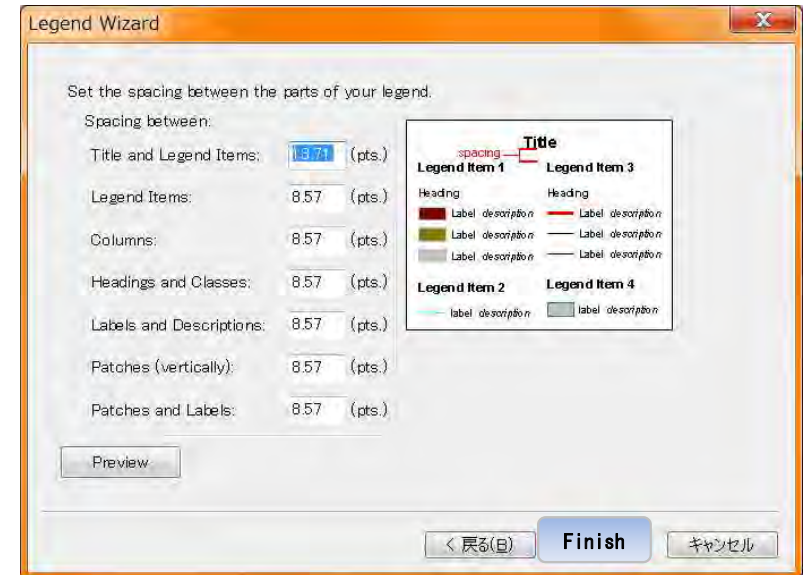 Legend Wizard
Set the spacing between the parts of your legend.
Spacing between:
Title and Legend Items: 13.71 (pts.)
Legend Items: 8.57 (pts.)
Columns: 8.57 (pts.)
Headings and Classes: 8.57 (pts.)
Labels and Descriptions: 8.57 (pts.)
Patches (vertically): 8.57 (pts.)
Patches and Labels: 8.57 (pts.)
Title
spacing
Legend Item 1 Legend Item 3
Heading Heading
Label description Label description
Label description Label description
Label description Label description
Legend Item 2 Legend Item 4
label description label description
Preview
< 戻る(B) Finish キャンセル